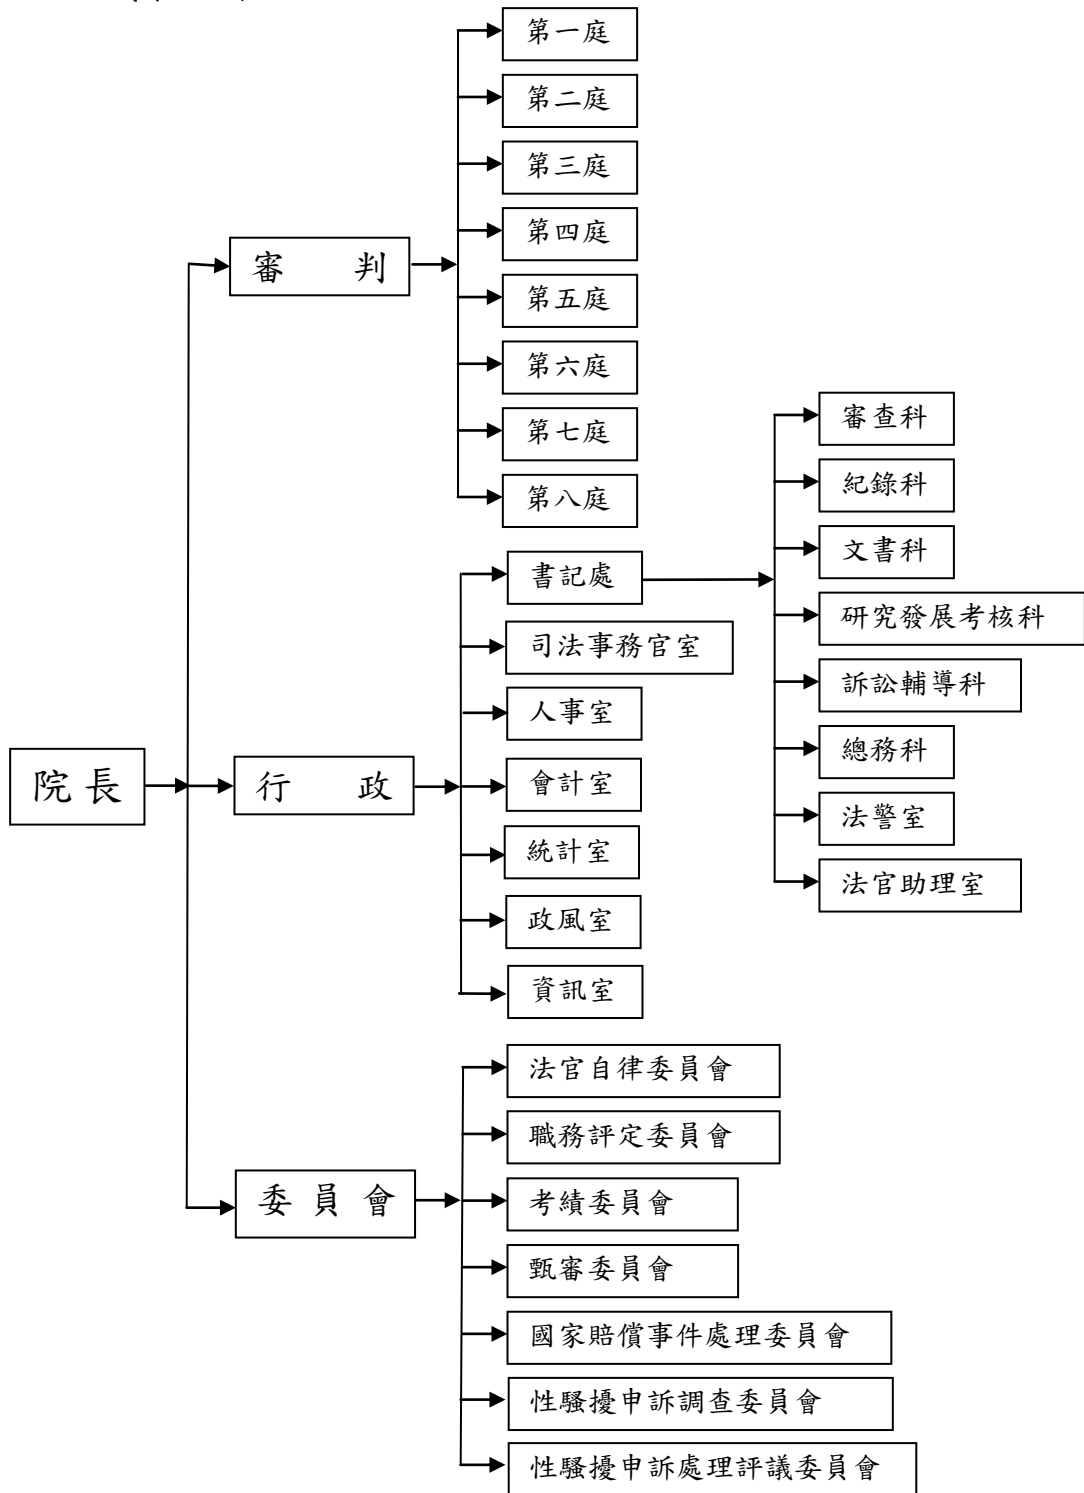 第一庭
第二庭
第三庭
第四庭
審判
第五庭
第六庭
第七庭
第八庭
審查科
紀錄科
文書科
研究發展考核科
訴訟輔導科
總務科
法警室
法官助理室
書記處
司法事務官室
人事室
院長
行政
會計室
統計室
政風室
資訊室
法官自律委員會
職務評定委員會
委員會
考績委員會
甄審委員會
國家賠償事件處理委員會
性騷擾申訴調查委員會
性騷擾申訴處理評議委員會